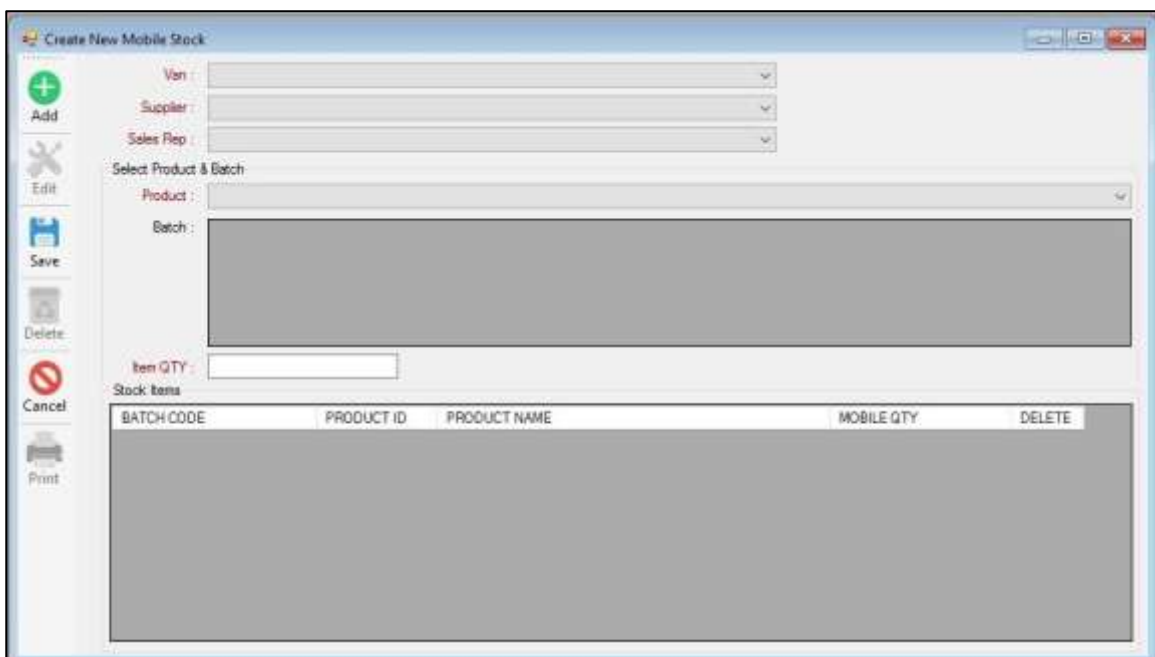 Create New Mobile Stock
Add
Edit
Save
Delete
Cancel
Print
Van :
Supplier :
Sales Rep :
Select Product & Batch
Product :
Batch :
Item QTY :
Stock Items
BATCH CODE PRODUCT ID PRODUCT NAME MOBILE QTY DELETE